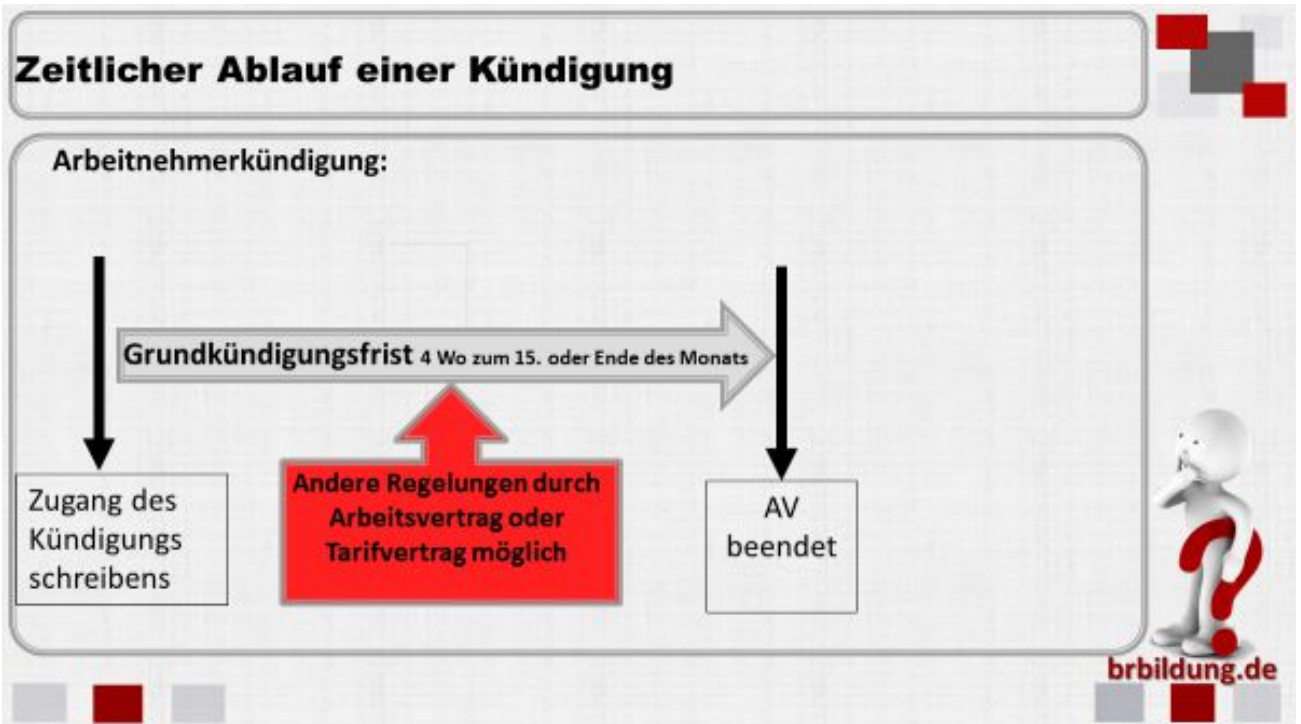 Zeitlicher Ablauf einer Kündigung
Arbeitnehmerkündigung:
Grundkündigungsfrist 4 Wo zum 15. oder Ende des Monats
Andere Regelungen durch
Arbeitsvertrag oder
Tarifvertrag möglich
Zugang des
Kündigungs
schreibens
AV
beendet
brbildung.de